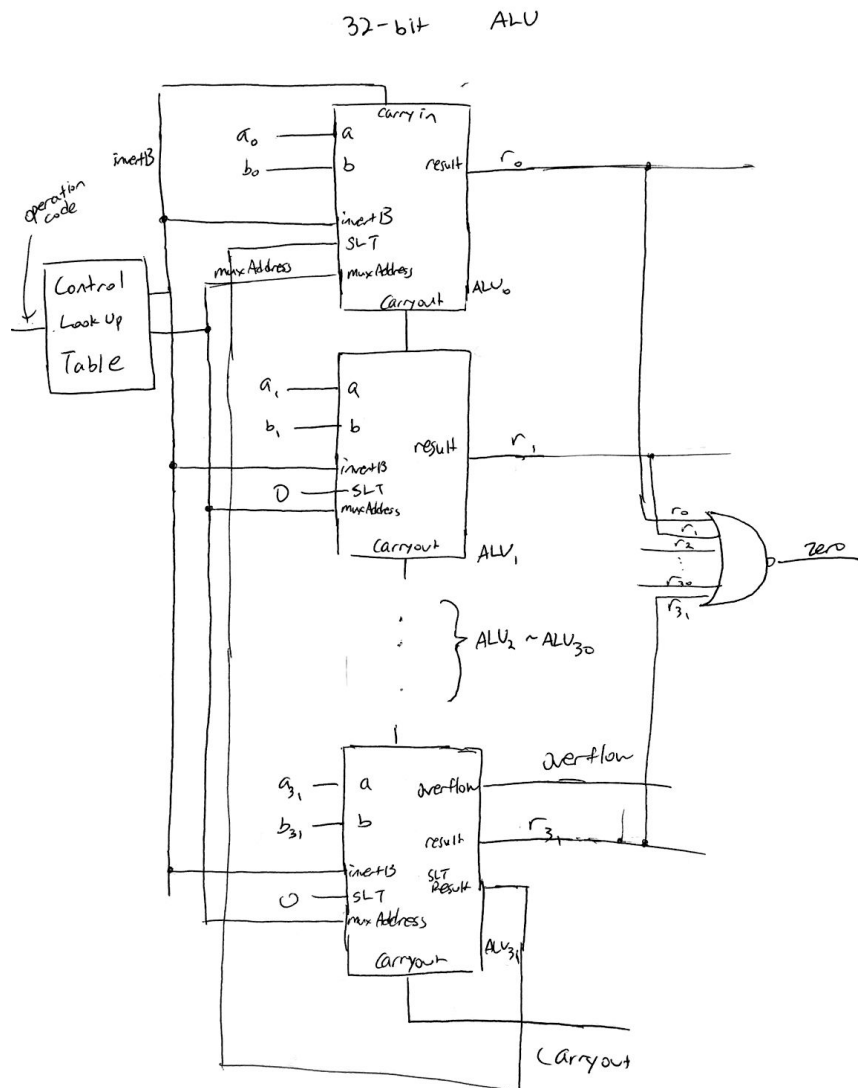 32-bit ALU
carry in
a₀ a
b₀ b
result r₀
invertB
operation code
invertB
SLT
muxAddress muxAddress
Control
Look Up
Table
ALU₀
Carryout
a₁ a
b₁ b
result r₁
invertB
0 SLT
muxAddress
Carryout
ALU₁
r₀
r₁
r₂
⋮
r₃₀
r₃₁
zero
ALU₂ ~ ALU₃₀
a₃₁ a
b₃₁ b
overflow overflow
result r₃₁
invertB
SLT Result
0 SLT
muxAddress
ALU₃₁
Carryout
Carryout